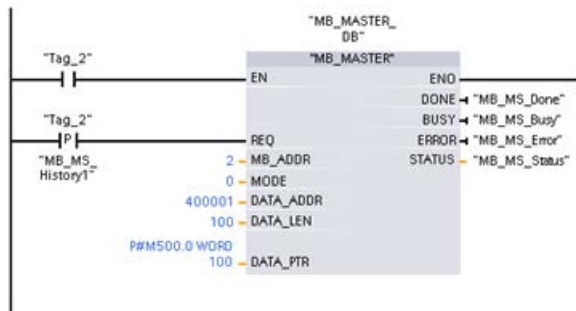 "MB_MASTER_
DB"
"Tag_2"
"MB_MASTER"
EN
ENO
DONE
"MB_MS_Done"
"Tag_2"
BUSY
"MB_MS_Busy"
P
REQ
ERROR
"MB_MS_Error"
"MB_MS_
History1"
2
MB_ADDR
STATUS
"MB_MS_Status"
0
MODE
400001
DATA_ADDR
100
DATA_LEN
P#M500.0 WORD
100
DATA_PTR